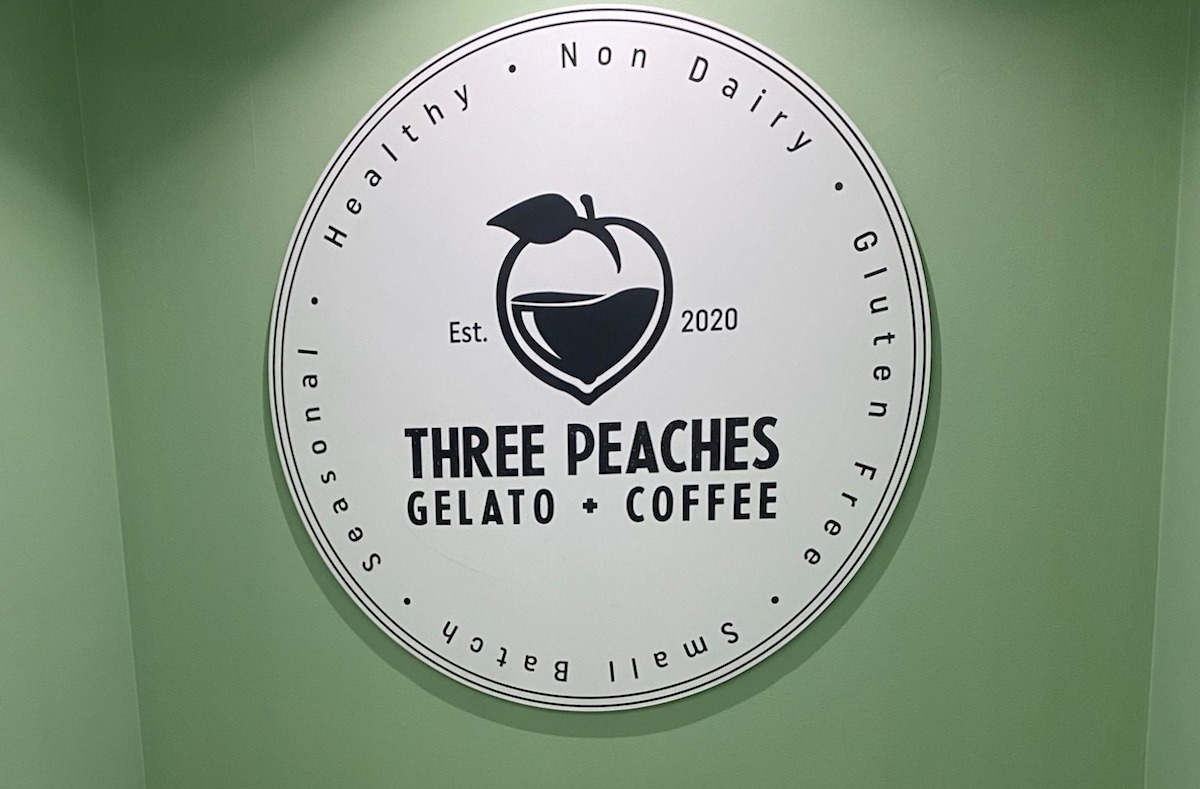 Healthy • Non Dairy • Gluten Free • Small Batch • Seasonal •
Est. 2020
THREE PEACHES
GELATO + COFFEE